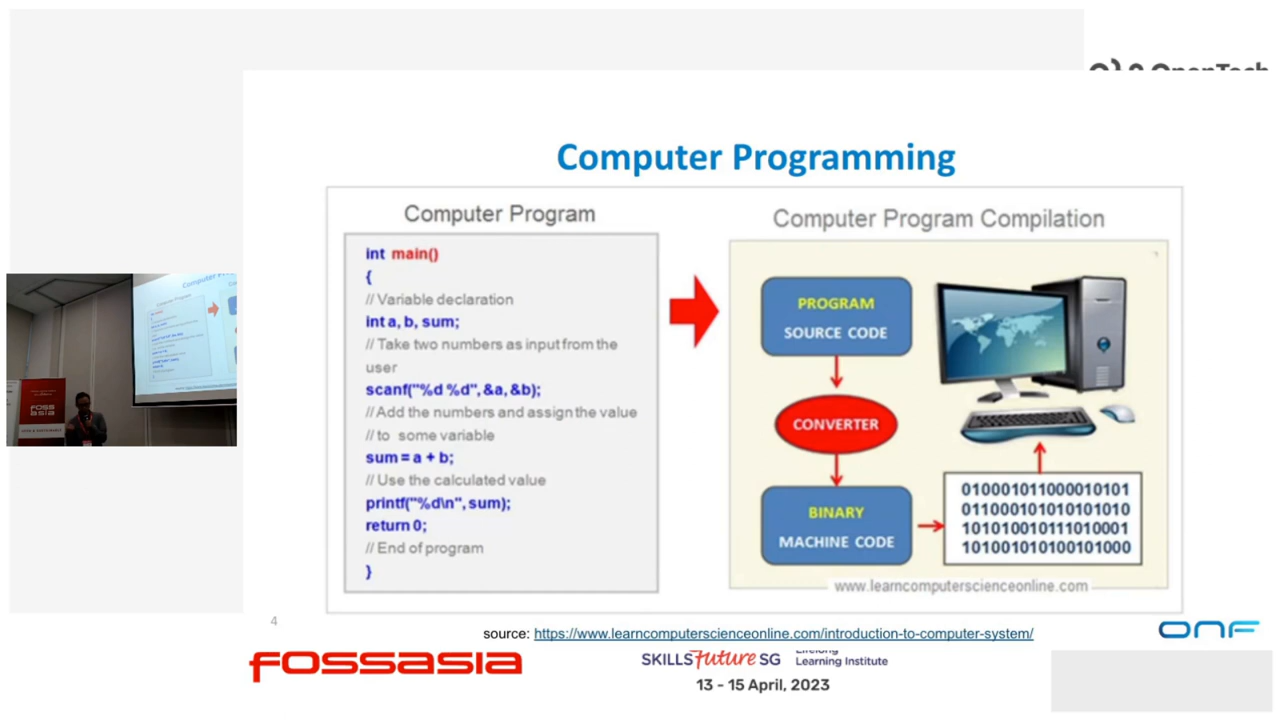 OpenTech
Computer Programming
Computer Program
int main()
{
// Variable declaration
int a, b, sum;
// Take two numbers as input from the
user
scanf("%d %d", &a, &b);
// Add the numbers and assign the value
// to some variable
sum = a + b;
// Use the calculated value
printf("%d\n", sum);
return 0;
// End of program
}
Computer Program Compilation
PROGRAM
SOURCE CODE
CONVERTER
BINARY
MACHINE CODE
010001011000010101
011000101010101010
101010010111010001
101001010100101000
www.learncomputerscienceonline.com
4
source: https://www.learncomputerscienceonline.com/introduction-to-computer-system/
ONF
FOSSASIA
SKILLSfuture SG
Lifelong
Learning Institute
13 - 15 April, 2023
FOSS
ASIA